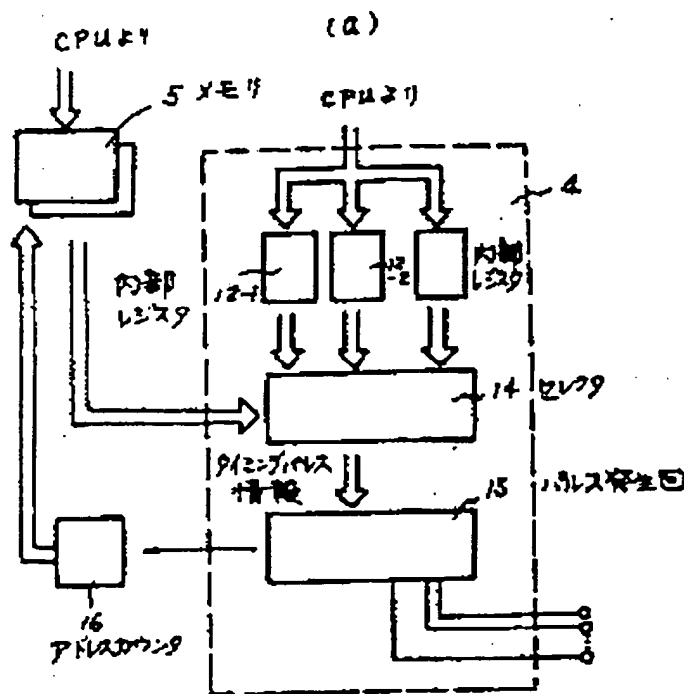 (a)
CPUより
5 メモリ
CPUより
4
内部
レジスタ
12-1
12
-2
内部
レジスタ
14 セレクタ
タイミングパルス
情報
15 パルス発生回
16
アドレスカウンタ